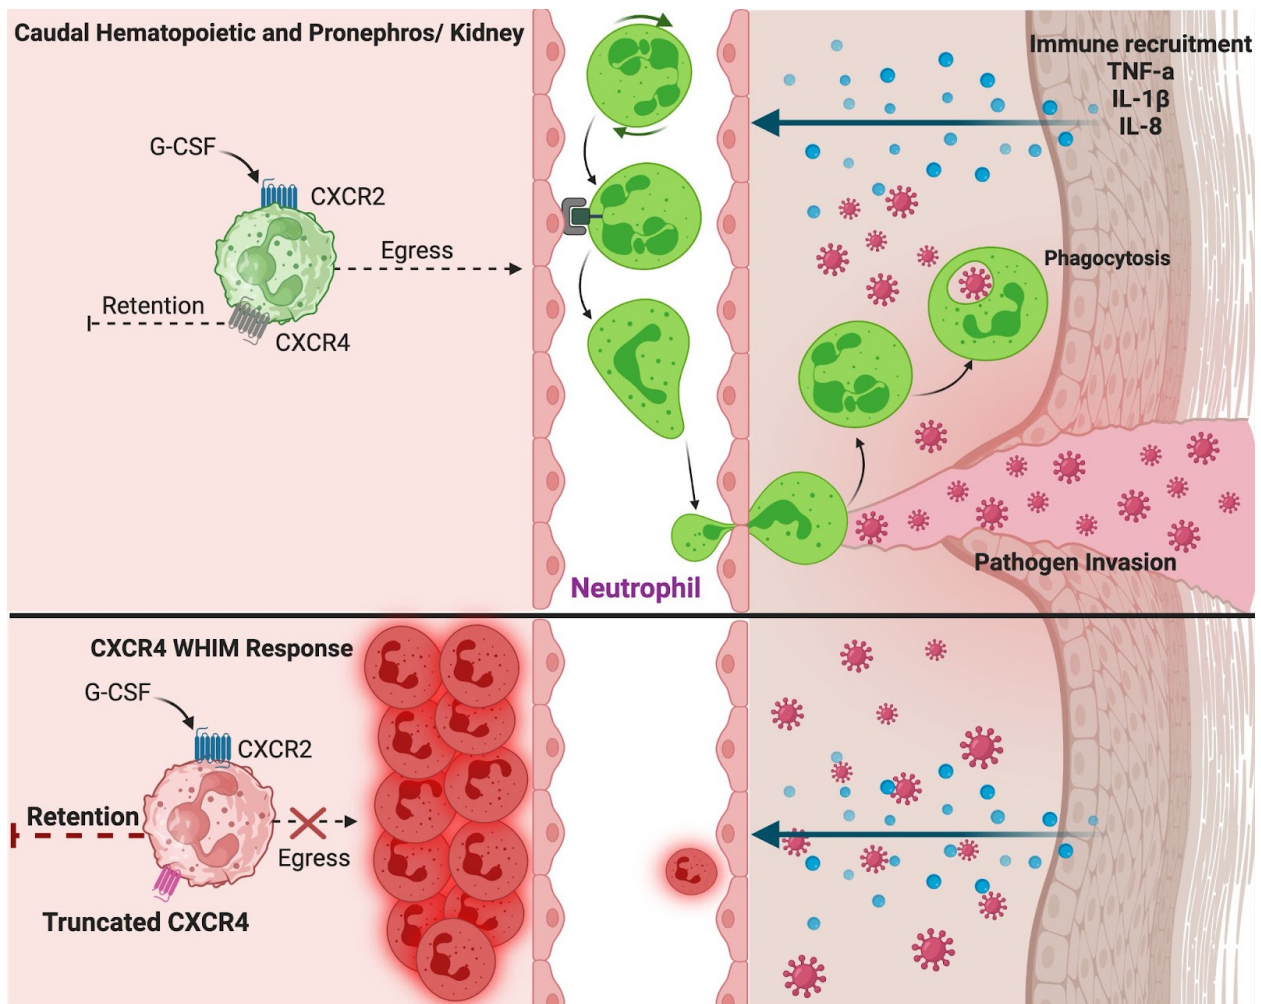 Caudal Hematopoietic and Pronephros/ Kidney
G-CSF
CXCR2
Egress
Retention
CXCR4
Immune recruitment
TNF-a
IL-1β
IL-8
Phagocytosis
Neutrophil
Pathogen Invasion
CXCR4 WHIM Response
G-CSF
CXCR2
Retention
Egress
Truncated CXCR4